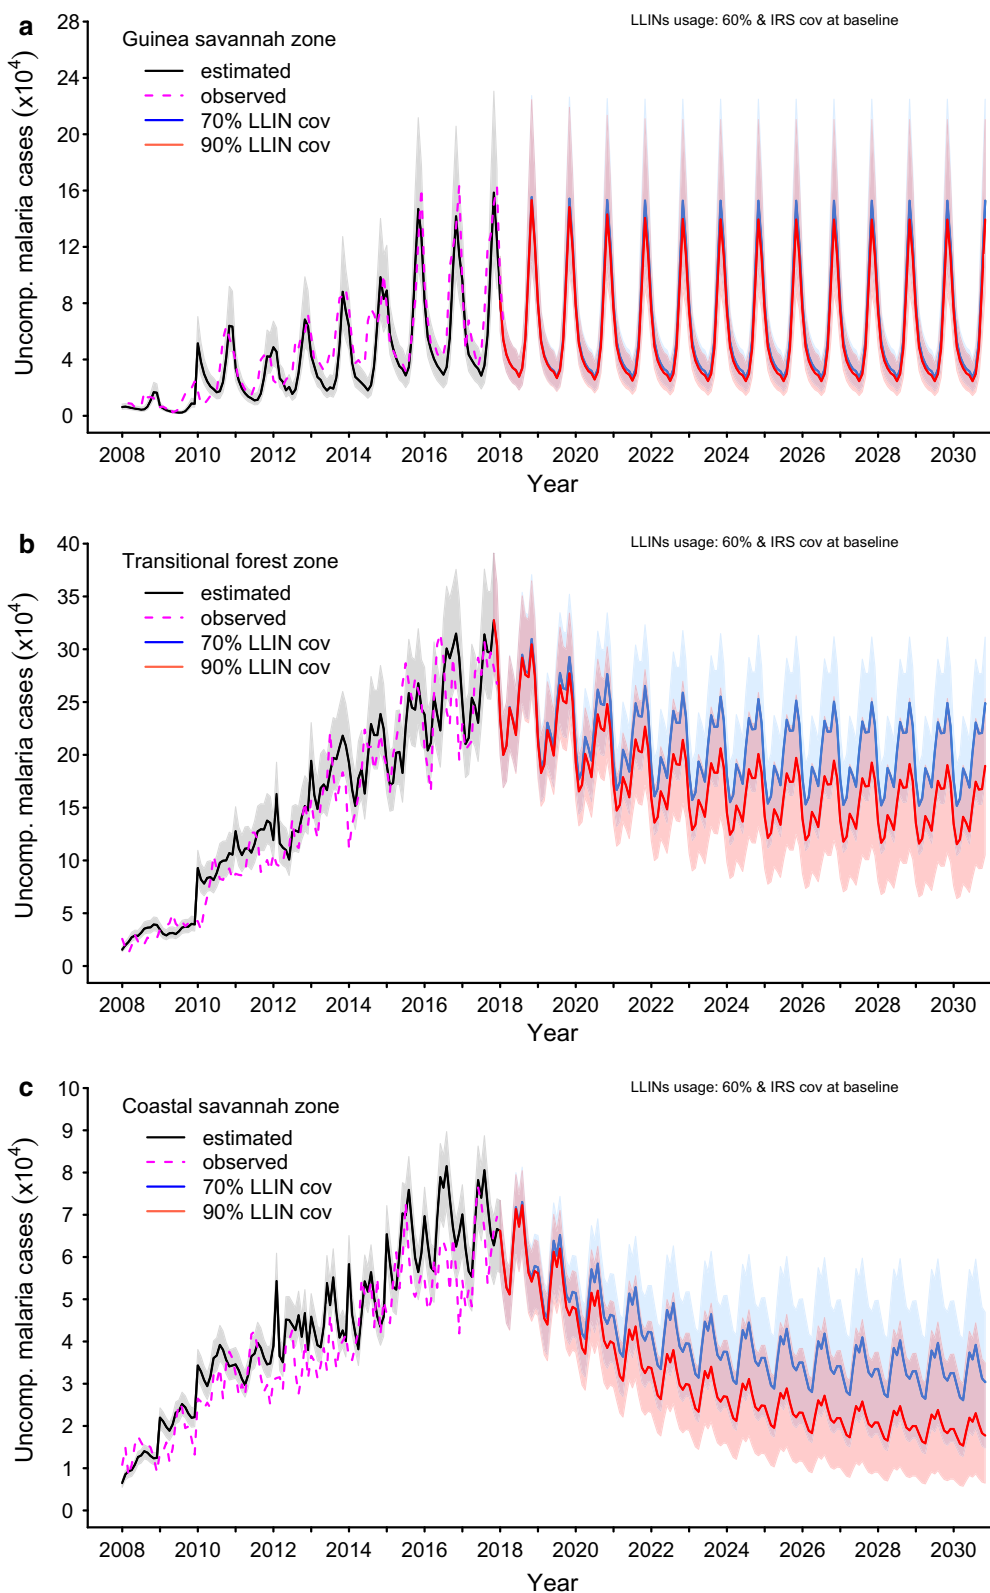 a
LLINs usage: 60% & IRS cov at baseline
Guinea savannah zone
estimated
observed
70% LLIN cov
90% LLIN cov
Uncomp. malaria cases (x10⁴)
28
24
20
16
12
8
4
0
2008 2010 2012 2014 2016 2018 2020 2022 2024 2026 2028 2030
Year
b
LLINs usage: 60% & IRS cov at baseline
Transitional forest zone
estimated
observed
70% LLIN cov
90% LLIN cov
Uncomp. malaria cases (x10⁴)
40
35
30
25
20
15
10
5
0
2008 2010 2012 2014 2016 2018 2020 2022 2024 2026 2028 2030
Year
c
LLINs usage: 60% & IRS cov at baseline
Coastal savannah zone
estimated
observed
70% LLIN cov
90% LLIN cov
Uncomp. malaria cases (x10⁴)
10
9
8
7
6
5
4
3
2
1
0
2008 2010 2012 2014 2016 2018 2020 2022 2024 2026 2028 2030
Year